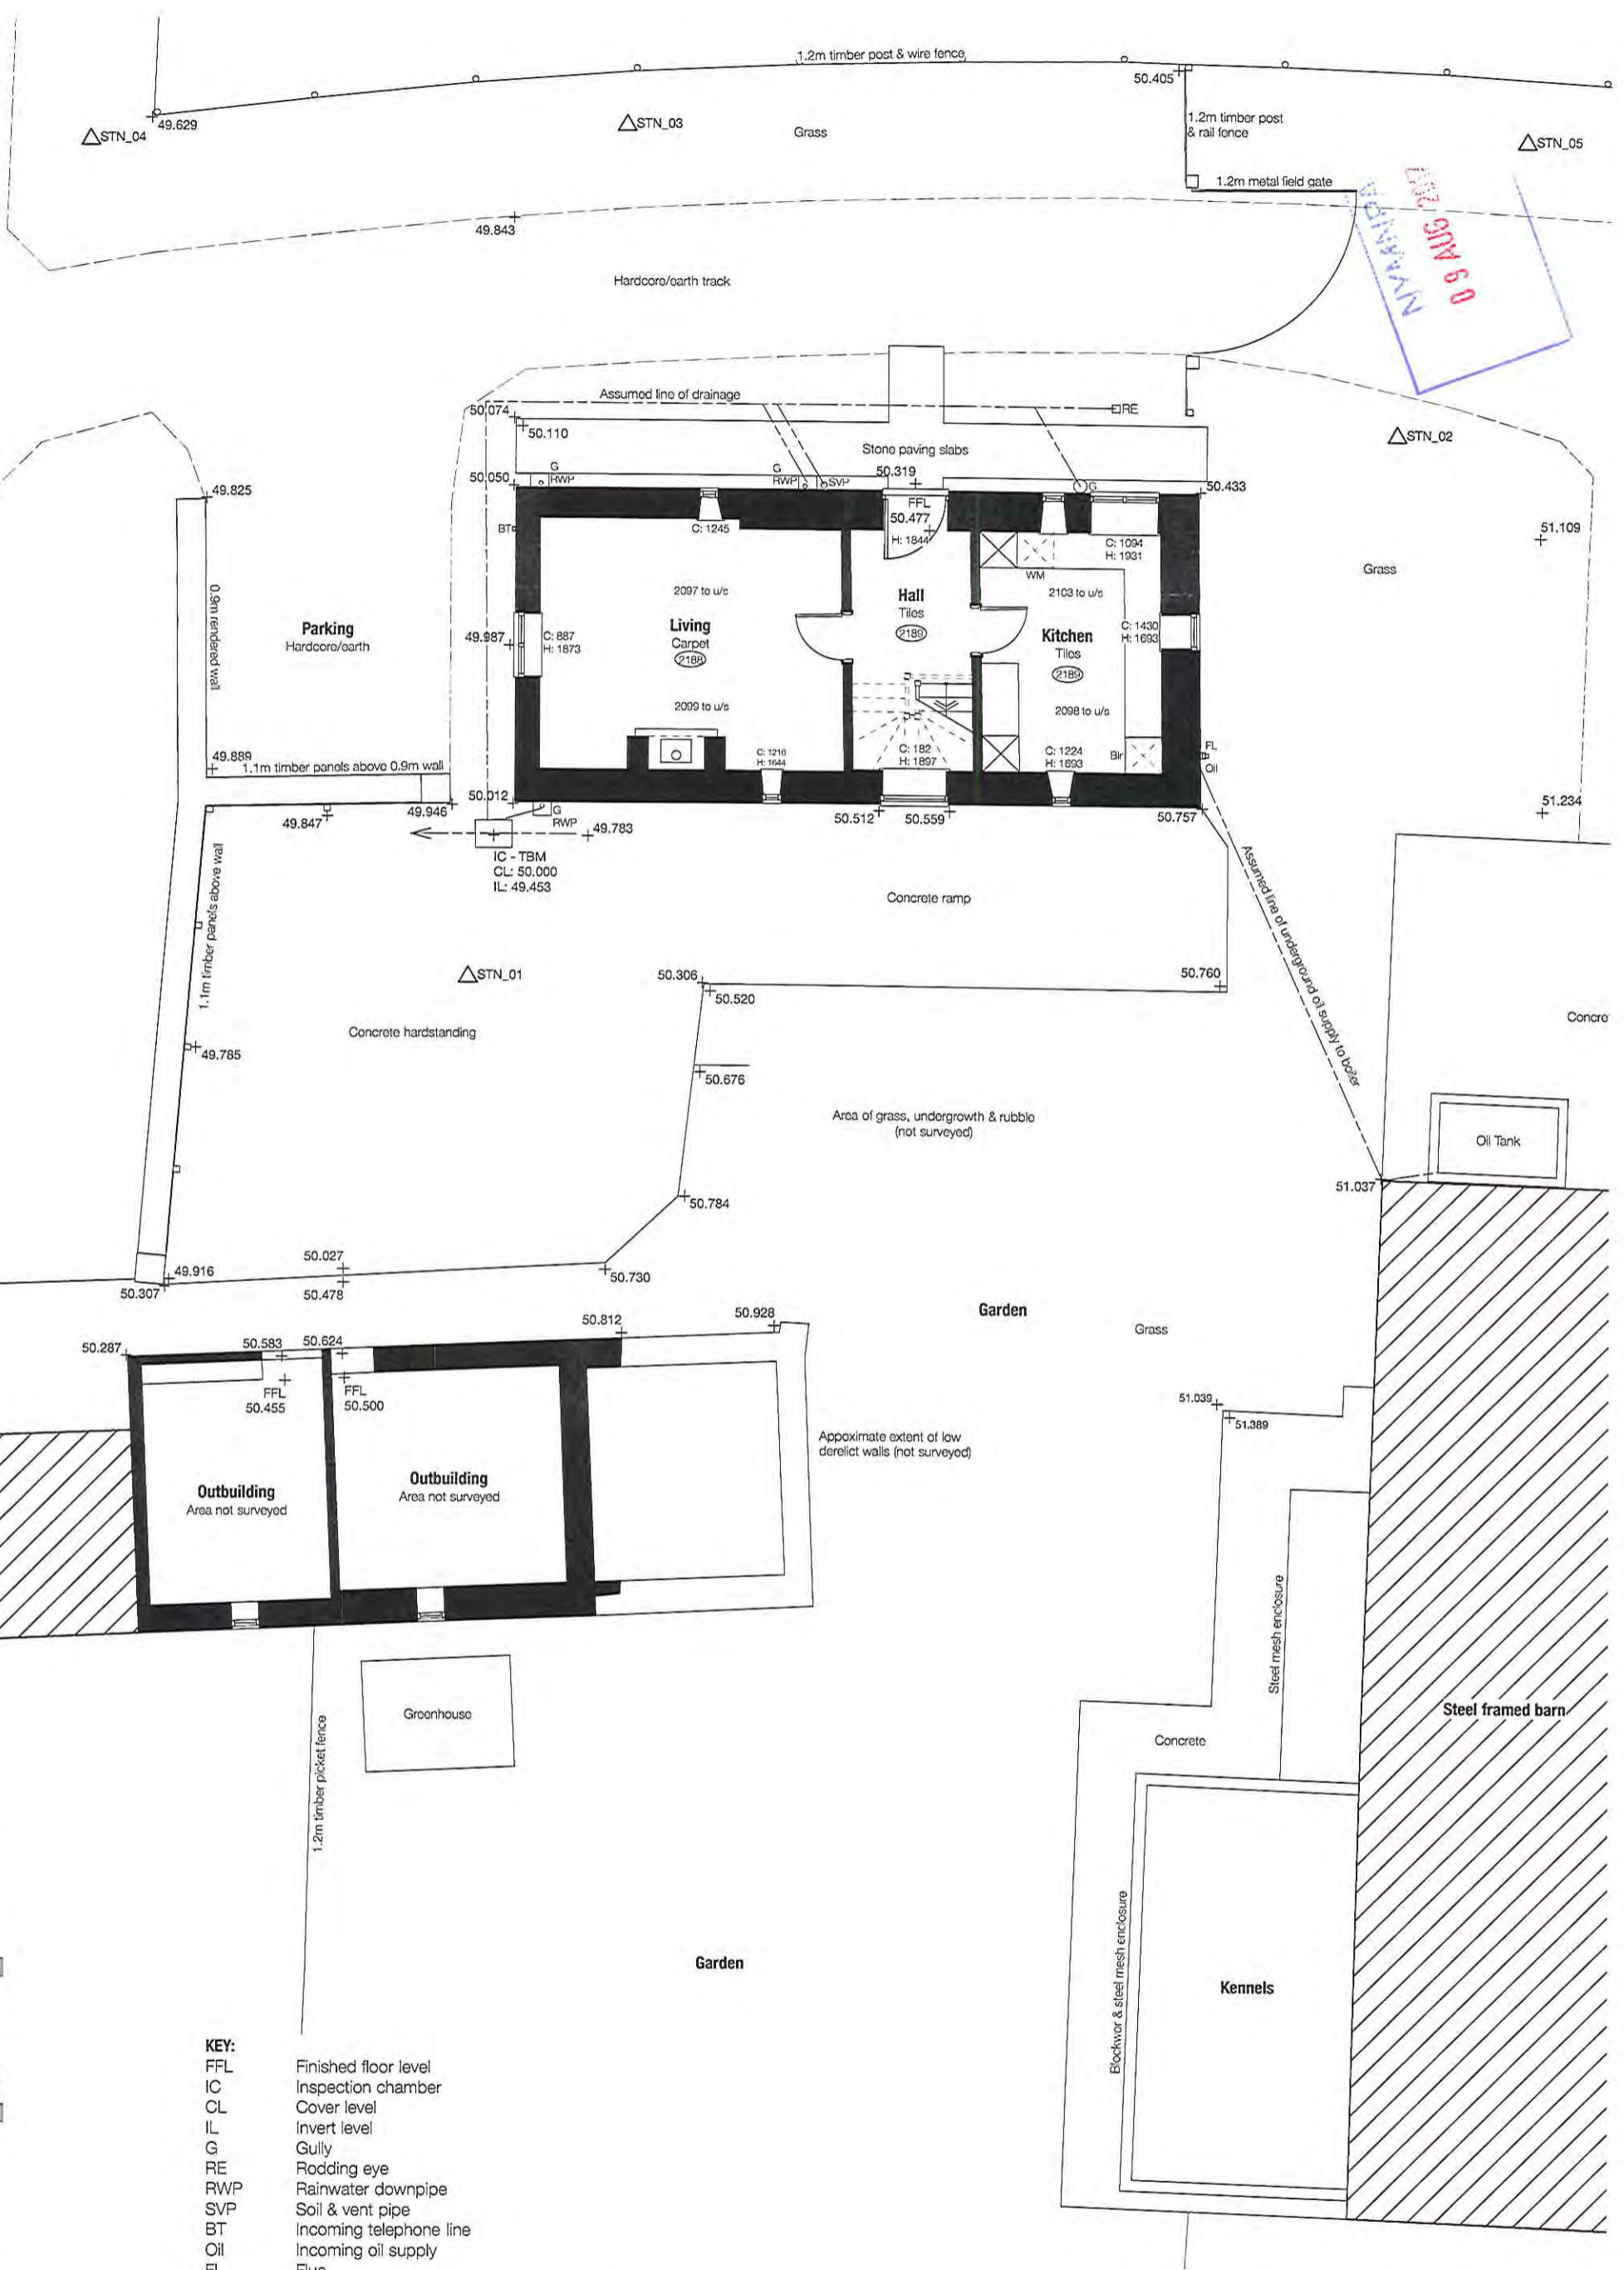 1.2m timber post & wire fence
50.405
49.629
STN_04
STN_03
Grass
1.2m timber post
& rail fence
STN_05
1.2m metal field gate
NYMNPA
09 AUG 201
49.843
Hardcore/earth track
Assumed line of drainage
50.074
50.110
RE
STN_02
Stone paving slabs
50.050
G
RWP
G
RWP
SVP
50.319
G
50.433
49.825
BT
C: 1245
FFL
50.477
H: 1844
C: 1094
H: 1931
51.109
WM
Grass
0.9m rendered wall
2097 to u/s
2103 to u/s
Parking
Hardcore/earth
49.987
C: 887
H: 1873
Living
Carpet
2188
Hall
Tiles
2189
Kitchen
Tiles
2189
C: 1430
H: 1693
2099 to u/s
2098 to u/s
49.889
1.1m timber panels above 0.9m wall
C: 1210
H: 1644
C: 182
H: 1897
C: 1224
H: 1693
Blr
FL
Oil
50.012
49.946
49.847
G
RWP
49.783
50.512
50.559
50.757
51.234
IC - TBM
CL: 50.000
IL: 49.453
Concrete ramp
1.1m timber panels above wall
Assumed line of underground oil supply to boiler
STN_01
50.306
50.520
50.760
Concrete hardstanding
Concre
49.785
50.676
Area of grass, undergrowth & rubble
(not surveyed)
Oil Tank
50.784
51.037
50.027
49.916
50.307
50.478
50.730
Garden
Grass
50.287
50.583
50.624
50.812
50.928
FFL
50.455
FFL
50.500
51.039
51.389
Appoximate extent of low
derelict walls (not surveyed)
Outbuilding
Area not surveyed
Outbuilding
Area not surveyed
Steel mesh enclosure
Greenhouse
Steel framed barn
1.2m timber picket fence
Concrete
Garden
Blockwor & steel mesh enclosure
Kennels
KEY:
FFL Finished floor level
IC Inspection chamber
CL Cover level
IL Invert level
G Gully
RE Rodding eye
RWP Rainwater downpipe
SVP Soil & vent pipe
BT Incoming telephone line
Oil Incoming oil supply
FL Flue